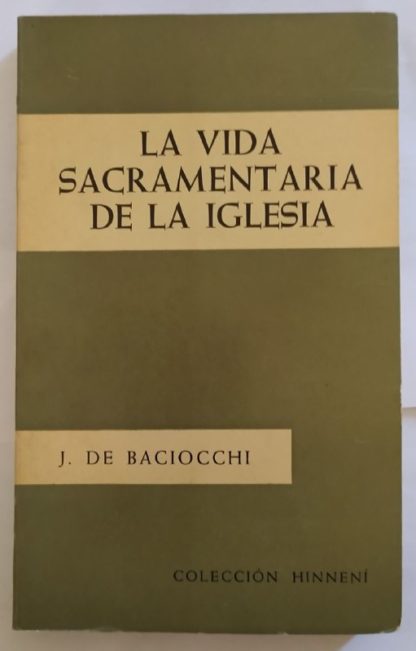 LA VIDA
SACRAMENTARIA
DE LA IGLESIA
J. DE BACIOCCHI
COLECCIÓN HINNENÍ